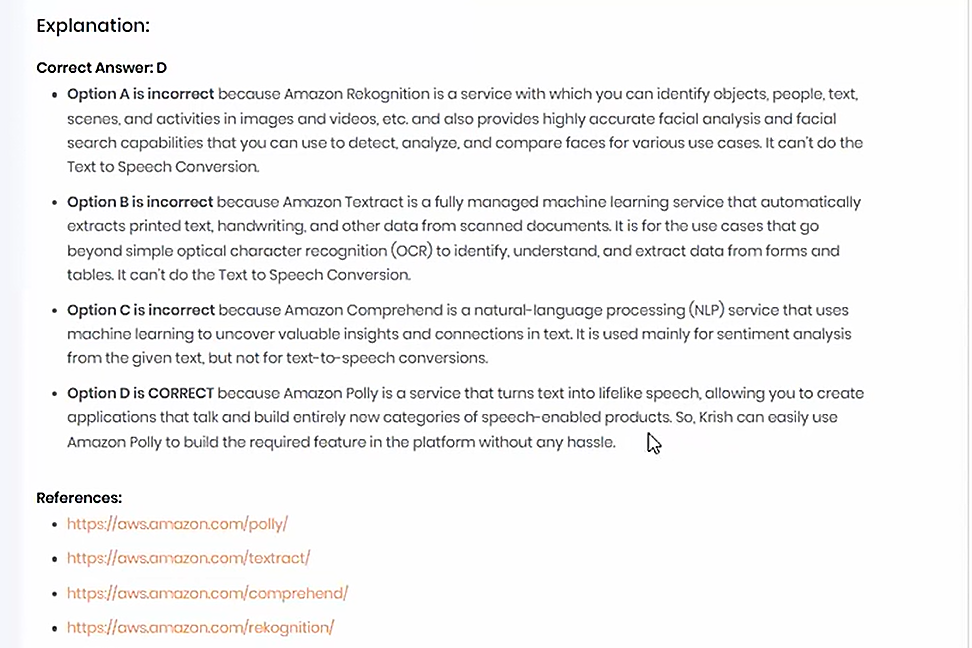 Explanation:
Correct Answer: D
• Option A is incorrect because Amazon Rekognition is a service with which you can identify objects, people, text,
scenes, and activities in images and videos, etc. and also provides highly accurate facial analysis and facial
search capabilities that you can use to detect, analyze, and compare faces for various use cases. It can't do the
Text to Speech Conversion.
• Option B is incorrect because Amazon Textract is a fully managed machine learning service that automatically
extracts printed text, handwriting, and other data from scanned documents. It is for the use cases that go
beyond simple optical character recognition (OCR) to identify, understand, and extract data from forms and
tables. It can't do the Text to Speech Conversion.
• Option C is incorrect because Amazon Comprehend is a natural-language processing (NLP) service that uses
machine learning to uncover valuable insights and connections in text. It is used mainly for sentiment analysis
from the given text, but not for text-to-speech conversions.
• Option D is CORRECT because Amazon Polly is a service that turns text into lifelike speech, allowing you to create
applications that talk and build entirely new categories of speech-enabled products. So, Krish can easily use
Amazon Polly to build the required feature in the platform without any hassle.
References:
• https://aws.amazon.com/polly/
• https://aws.amazon.com/textract/
• https://aws.amazon.com/comprehend/
• https://aws.amazon.com/rekognition/